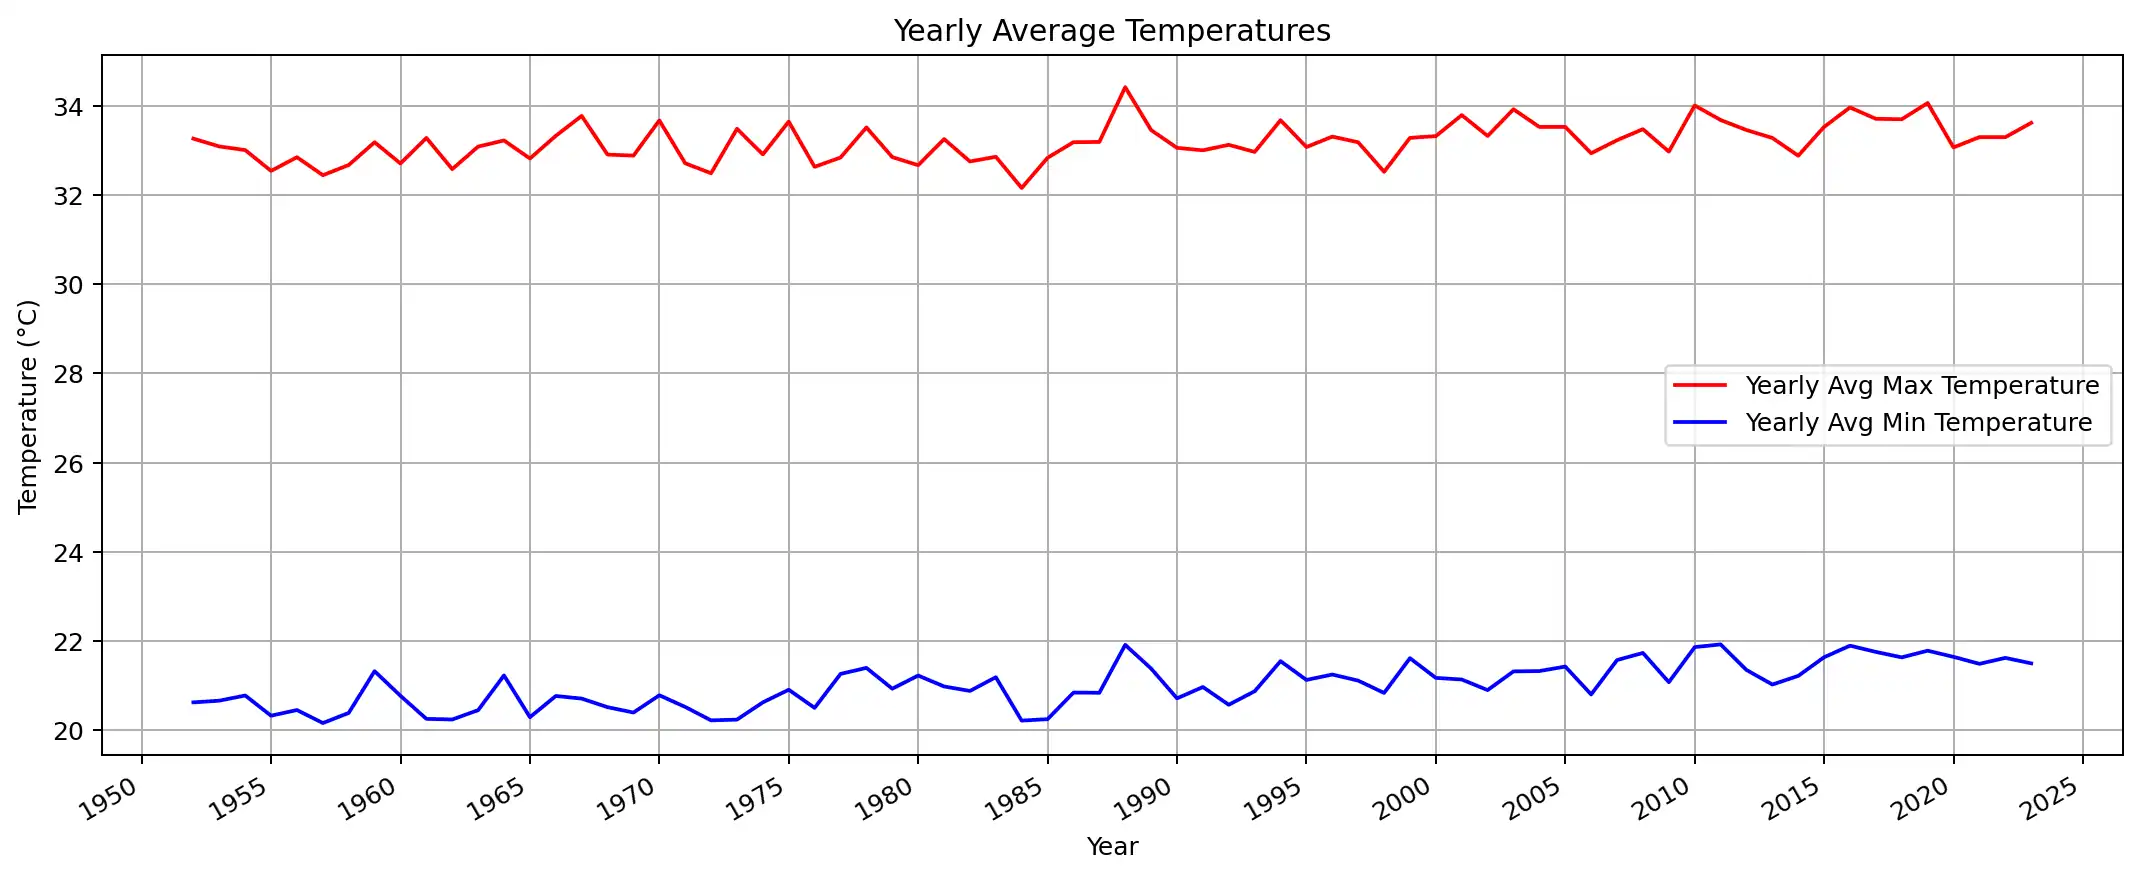 Yearly Average Temperatures
Temperature (°C)
34
32
30
28
26
24
22
20
Yearly Avg Max Temperature
Yearly Avg Min Temperature
1950 1955 1960 1965 1970 1975 1980 1985 1990 1995 2000 2005 2010 2015 2020 2025
Year